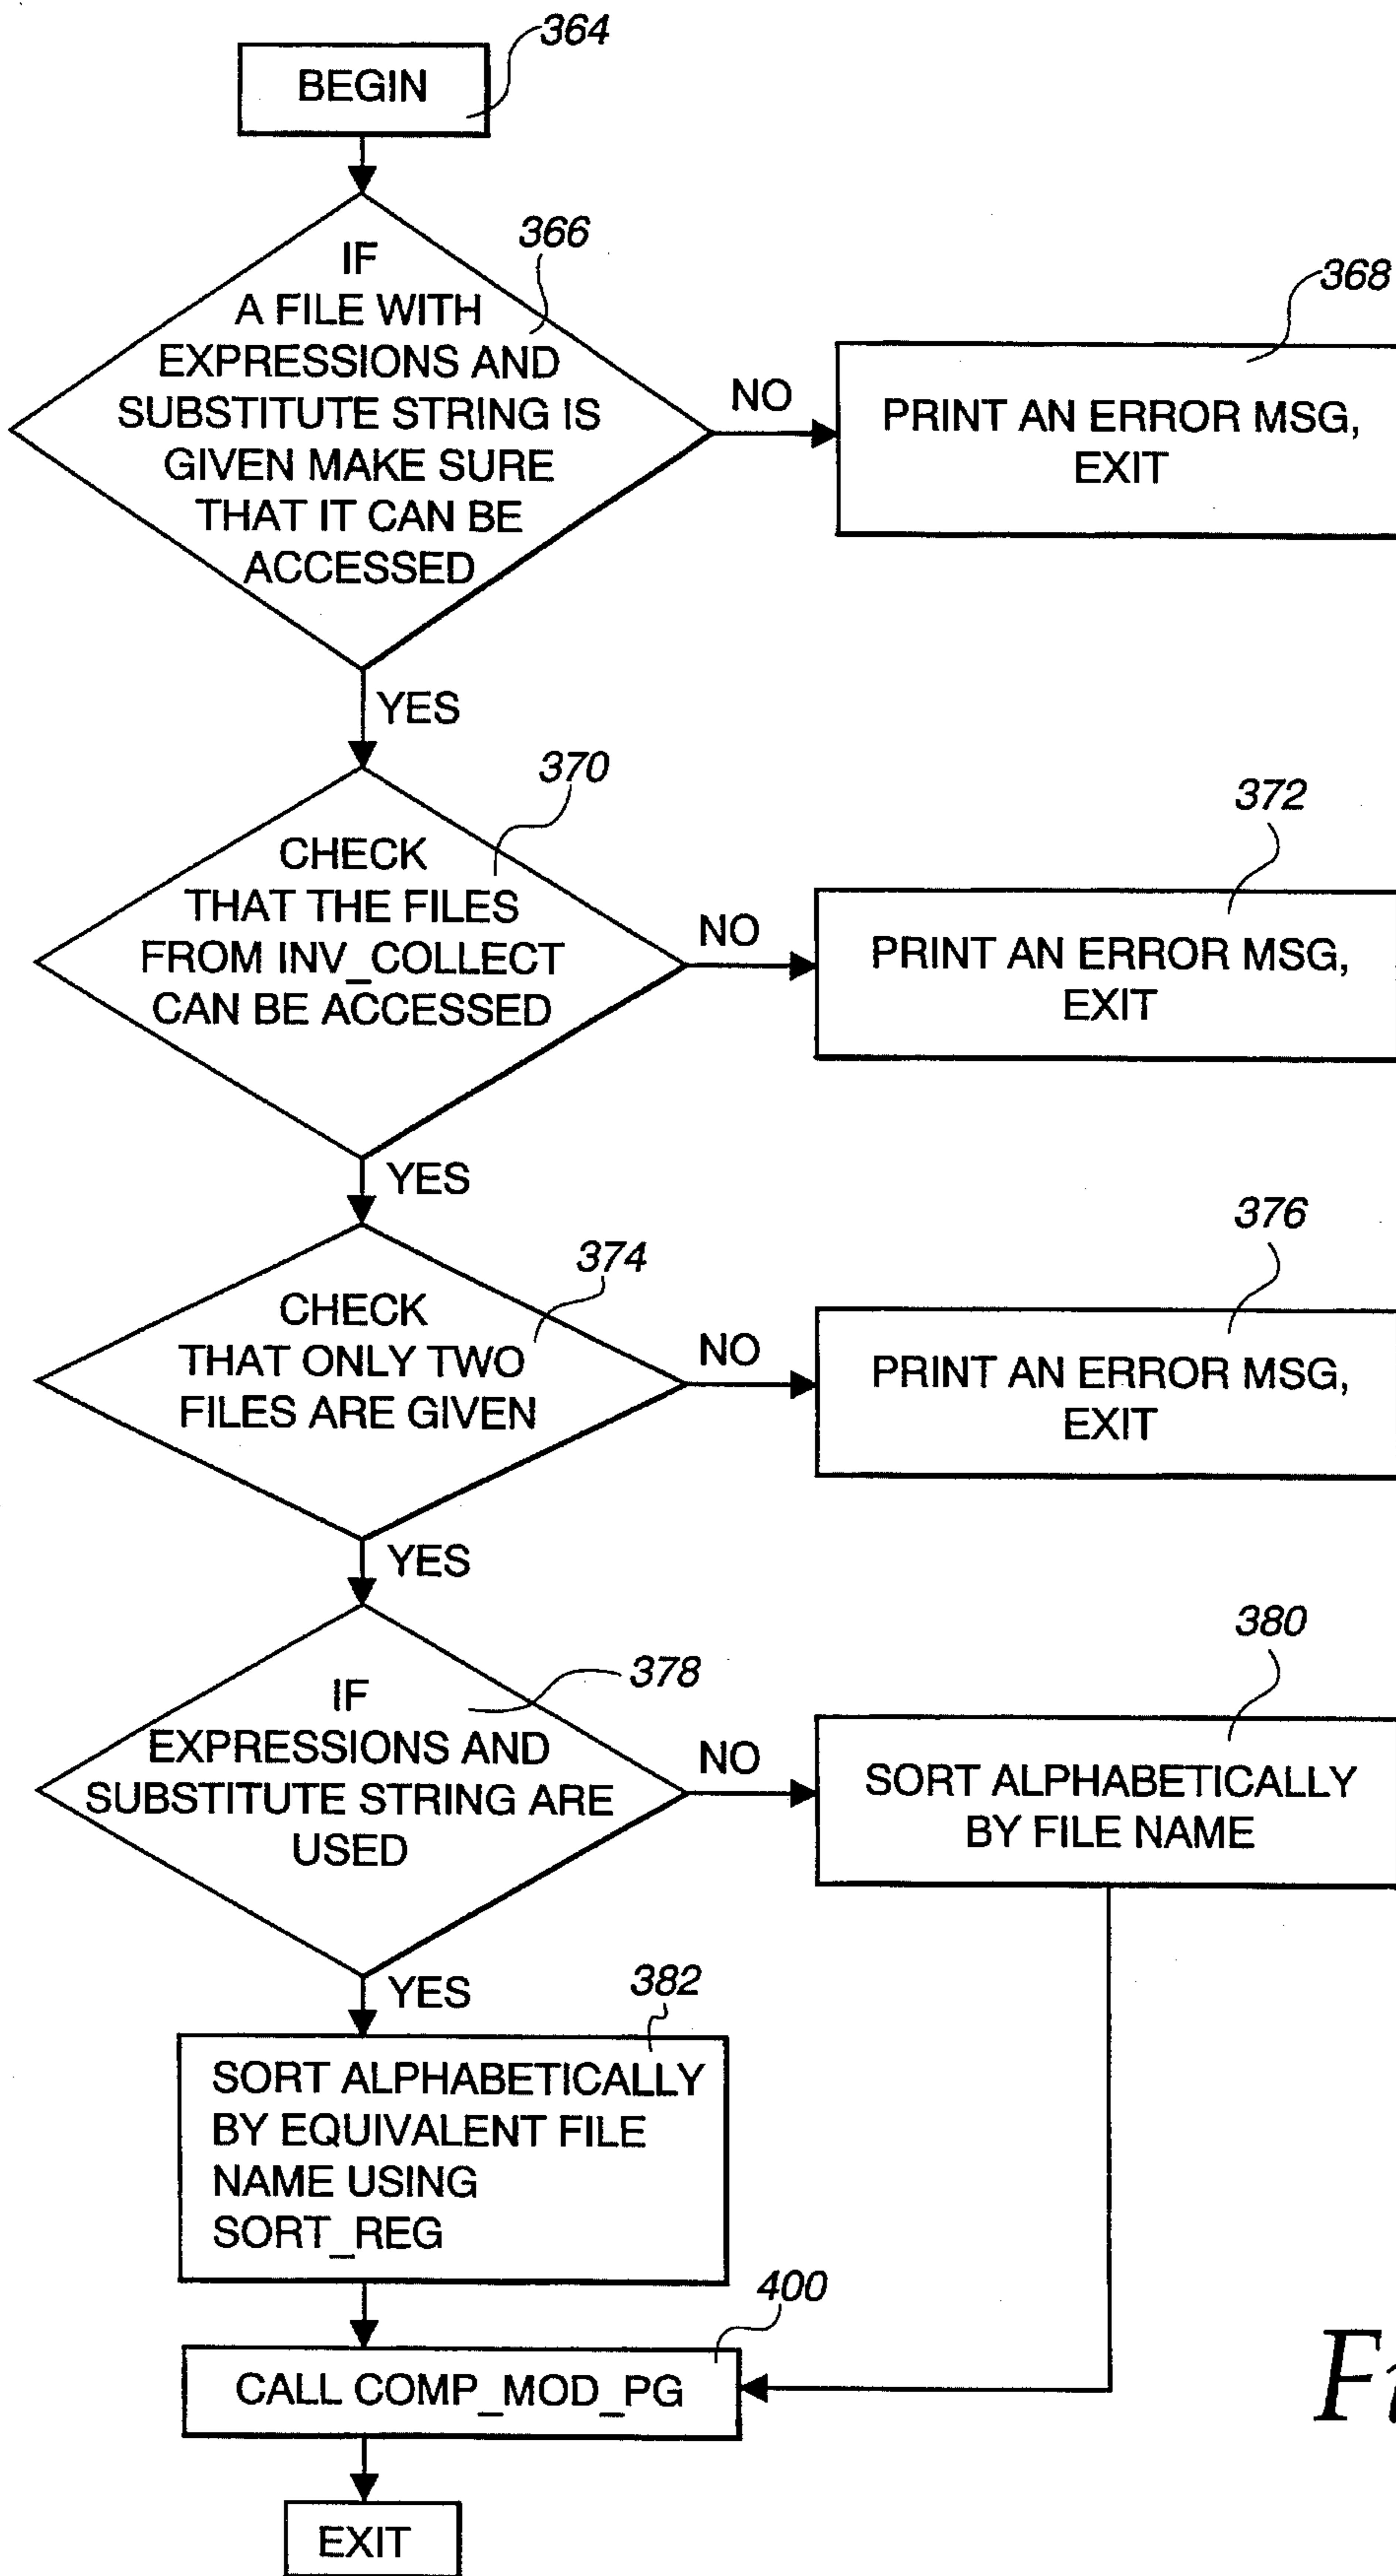 364
BEGIN
366
IF
A FILE WITH
EXPRESSIONS AND
SUBSTITUTE STRING IS
GIVEN MAKE SURE
THAT IT CAN BE
ACCESSED
NO
368
PRINT AN ERROR MSG,
EXIT
YES
370
CHECK
THAT THE FILES
FROM INV_COLLECT
CAN BE ACCESSED
NO
372
PRINT AN ERROR MSG,
EXIT
YES
374
CHECK
THAT ONLY TWO
FILES ARE GIVEN
NO
376
PRINT AN ERROR MSG,
EXIT
YES
378
IF
EXPRESSIONS AND
SUBSTITUTE STRING ARE
USED
NO
380
SORT ALPHABETICALLY
BY FILE NAME
YES
382
SORT ALPHABETICALLY
BY EQUIVALENT FILE
NAME USING
SORT_REG
400
CALL COMP_MOD_PG
EXIT